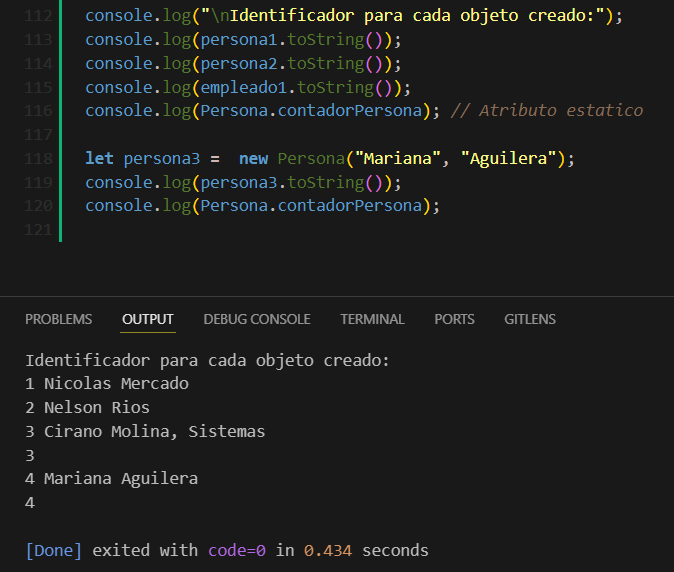 112 console.log("\nIdentificador para cada objeto creado:");
113 console.log(persona1.toString());
114 console.log(persona2.toString());
115 console.log(empleado1.toString());
116 console.log(Persona.contadorPersona); // Atributo estatico
117
118 let persona3 =  new Persona("Mariana", "Aguilera");
119 console.log(persona3.toString());
120 console.log(Persona.contadorPersona);
121
PROBLEMS OUTPUT DEBUG CONSOLE TERMINAL PORTS GITLENS
Identificador para cada objeto creado:
1 Nicolas Mercado
2 Nelson Rios
3 Cirano Molina, Sistemas
3
4 Mariana Aguilera
4
[Done] exited with code=0 in 0.434 seconds